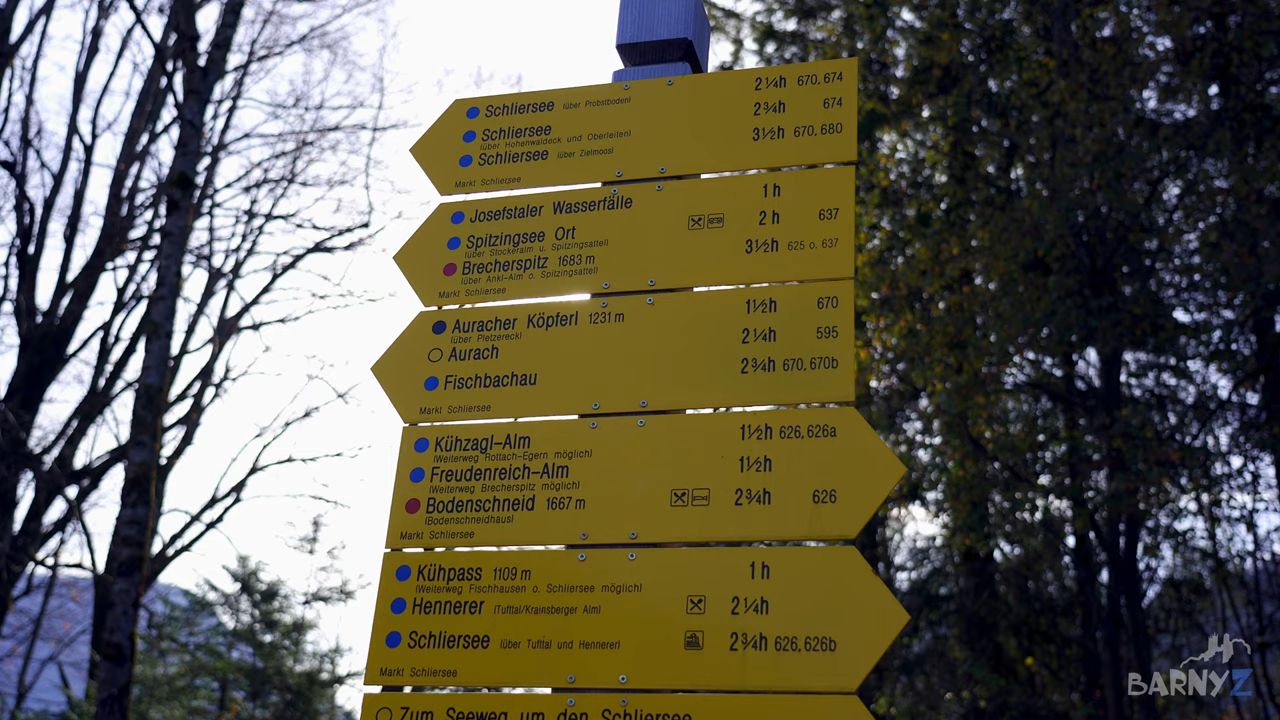 Schliersee (über Probstboden) 2¼h 670, 674
Schliersee 2¾h 674
(über Hohenwaldeck und Oberleiten)
Schliersee (über Zielmoos) 3½h 670, 680
Markt Schliersee
Josefstaler Wasserfälle 1 h
Spitzingsee Ort 2 h 637
(über Stockeralm u. Spitzingsattel)
Brecherspitz 1683 m 3½h 625 o. 637
(über Ankl-Alm o. Spitzingsattel)
Markt Schliersee
Auracher Köpferl 1231 m 1½h 670
(über Pletzereck)
Aurach 2¼h 595
Fischbachau 2¾h 670, 670b
Markt Schliersee
Kühzagl-Alm 1½h 626, 626a
(Weiterweg Rottach-Egern möglich)
Freudenreich-Alm 1½h
(Weiterweg Brecherspitz möglich)
Bodenschneid 1667 m 2¾h 626
(Bodenschneidhaus)
Markt Schliersee
Kühpass 1109 m 1 h
(Weiterweg Fischhausen o. Schliersee möglich)
Hennerer (Tufttal/Krainsberger Alm) 2¼h
Schliersee (über Tufttal und Hennerer) 2¾h 626, 626b
Markt Schliersee
Zum Seeweg um den Schliersee
BARNYZ